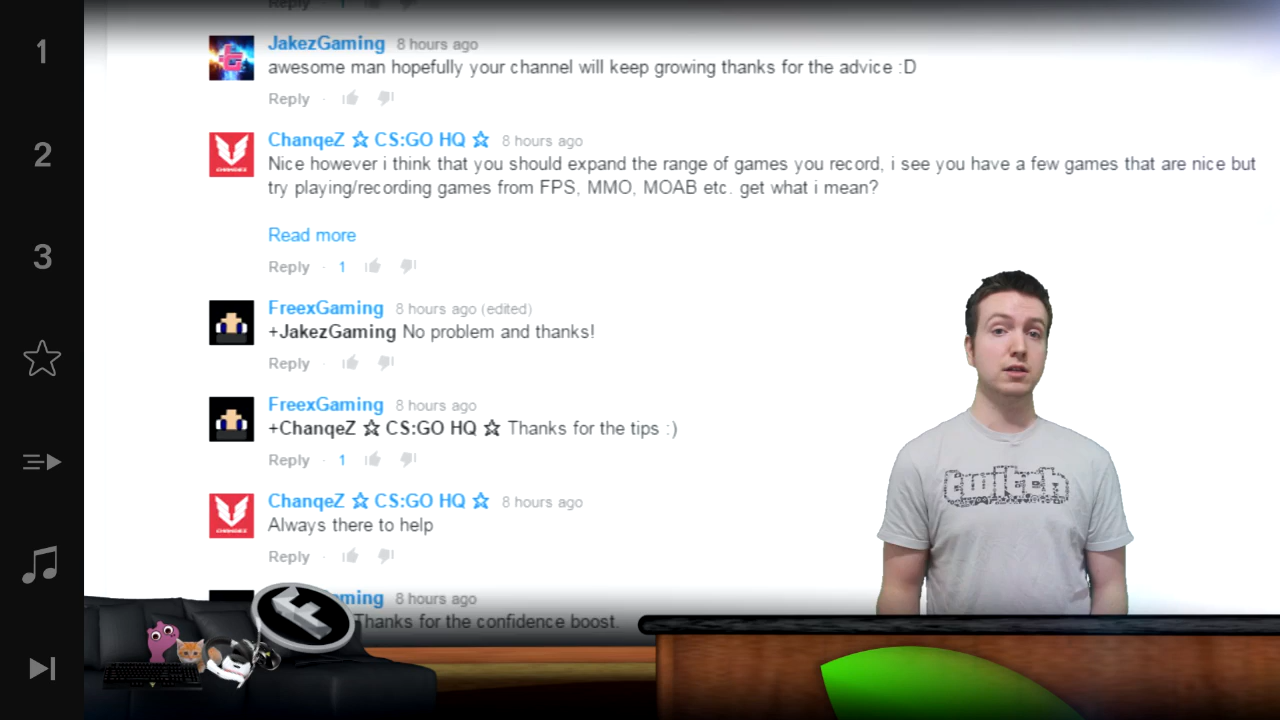 Reply · 1
1
JakezGaming 8 hours ago
awesome man hopefully your channel will keep growing thanks for the advice :D
Reply ·
2
ChanqeZ ☆ CS:GO HQ ☆ 8 hours ago
Nice however i think that you should expand the range of games you record, i see you have a few games that are nice but
try playing/recording games from FPS, MMO, MOAB etc. get what i mean?
Read more
3
Reply · 1
FreexGaming 8 hours ago (edited)
+JakezGaming No problem and thanks!
Reply ·
FreexGaming 8 hours ago
+ChanqeZ ☆ CS:GO HQ ☆ Thanks for the tips :)
Reply · 1
twitch
ChanqeZ ☆ CS:GO HQ ☆ 8 hours ago
Always there to help
Reply ·
8 hours ago
Thanks for the confidence boost.
F